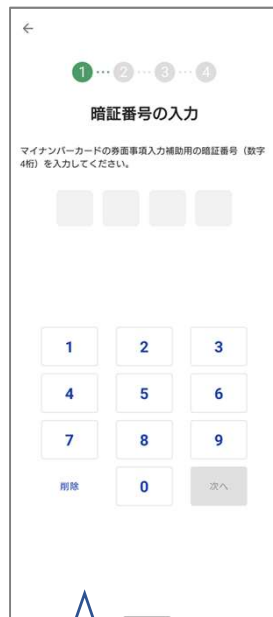 ←
1 2 3 4
暗証番号の入力
マイナンバーカードの券面事項入力補助用の暗証番号（数字
4桁）を入力してください。
1 2 3
4 5 6
7 8 9
削除 0 次へ